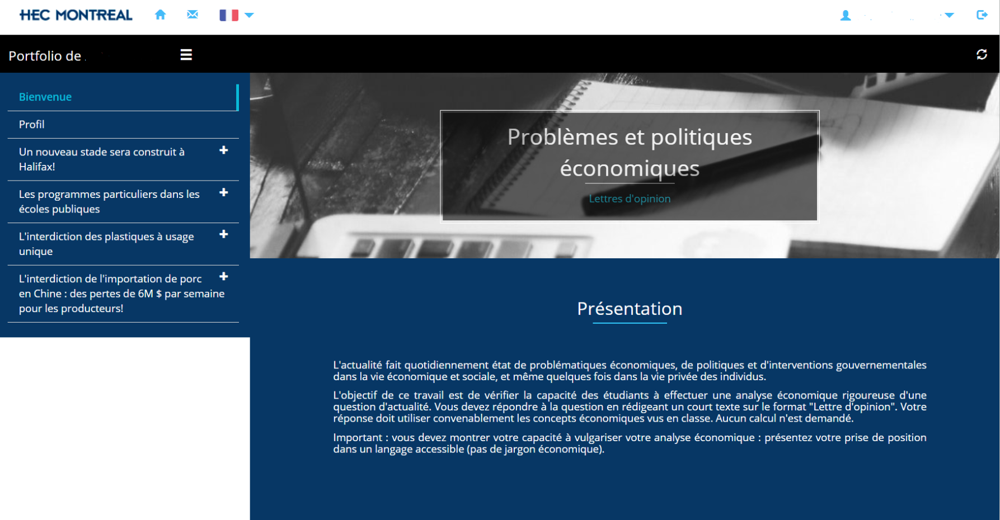 HEC MONTREAL
Portfolio de
Bienvenue
Profil
Un nouveau stade sera construit à
Halifax!
Les programmes particuliers dans les
écoles publiques
L'interdiction des plastiques à usage
unique
L'interdiction de l'importation de porc
en Chine : des pertes de 6M $ par semaine
pour les producteurs!
Problèmes et politiques
économiques
Lettres d'opinion
Présentation
L'actualité fait quotidiennement état de problématiques économiques, de politiques et d'interventions gouvernementales
dans la vie économique et sociale, et même quelques fois dans la vie privée des individus.
L'objectif de ce travail est de vérifier la capacité des étudiants à effectuer une analyse économique rigoureuse d'une
question d'actualité. Vous devez répondre à la question en rédigeant un court texte sur le format "Lettre d'opinion". Votre
réponse doit utiliser convenablement les concepts économiques vus en classe. Aucun calcul n'est demandé.
Important : vous devez montrer votre capacité à vulgariser votre analyse économique : présentez votre prise de position
dans un langage accessible (pas de jargon économique).